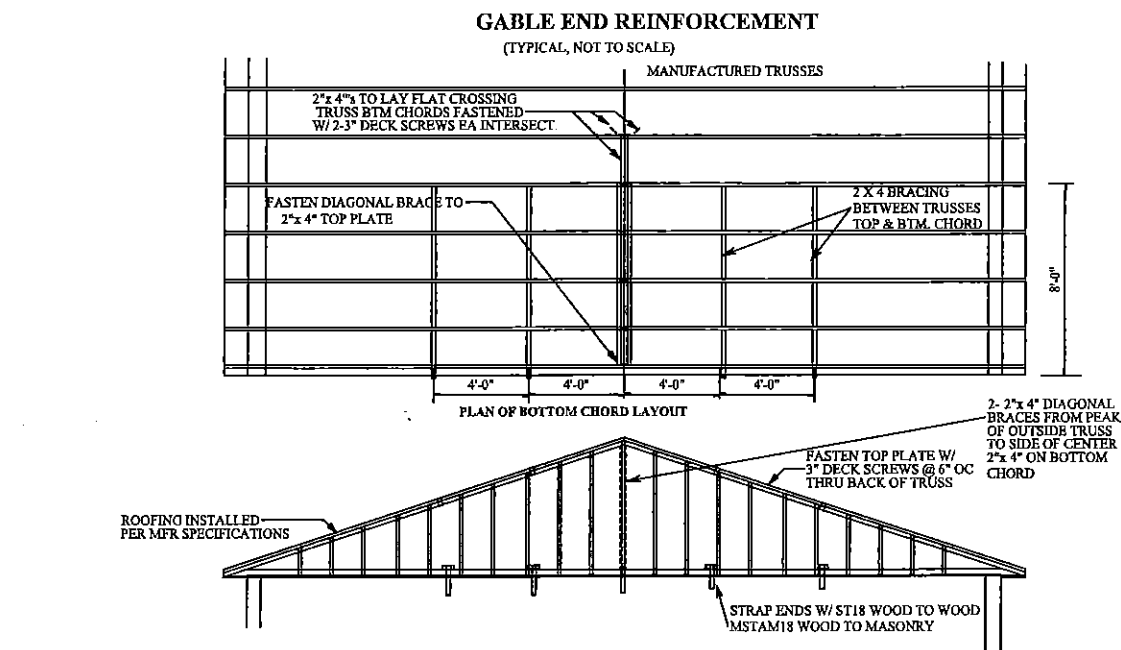 GABLE END REINFORCEMENT
(TYPICAL, NOT TO SCALE)
MANUFACTURED TRUSSES
2"x 4"'s TO LAY FLAT CROSSING
TRUSS BTM CHORDS FASTENED
W/ 2-3" DECK SCREWS EA INTERSECT.
FASTEN DIAGONAL BRACE TO
2"x 4" TOP PLATE
2 X 4 BRACING
BETWEEN TRUSSES
TOP & BTM. CHORD
8'-0"
4'-0" 4'-0" 4'-0" 4'-0"
PLAN OF BOTTOM CHORD LAYOUT
2- 2"x 4" DIAGONAL
BRACES FROM PEAK
OF OUTSIDE TRUSS
TO SIDE OF CENTER
2"x 4" ON BOTTOM
CHORD
FASTEN TOP PLATE W/
3" DECK SCREWS @ 6" OC
THRU BACK OF TRUSS
ROOFING INSTALLED
PER MFR SPECIFICATIONS
STRAP ENDS W/ ST18 WOOD TO WOOD
MSTAM18 WOOD TO MASONRY